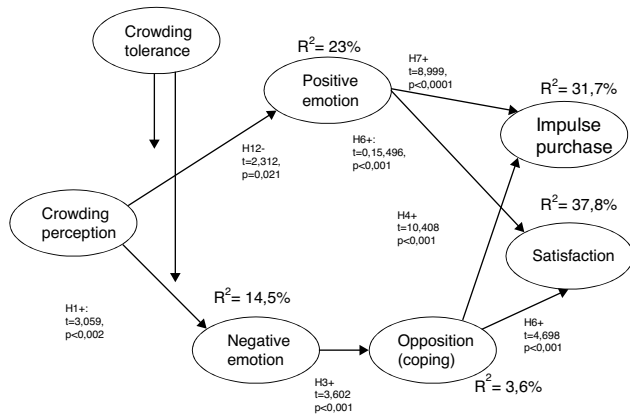 Crowding
tolerance
R²= 23%
Positive
emotion
H7+
t=8,999,
p<0,0001
R²= 31,7%
Impulse
purchase
H12-
t=2,312,
p=0,021
H6+:
t=0,15,496,
p<0,001
Crowding
perception
H4+
t=10,408
p<0,001
R²= 37,8%
Satisfaction
H1+:
t=3,059,
p<0,002
R²= 14,5%
Negative
emotion
H3+
t=3,602
p<0,001
Opposition
(coping)
H6+
t=4,698
p<0,001
R²= 3,6%